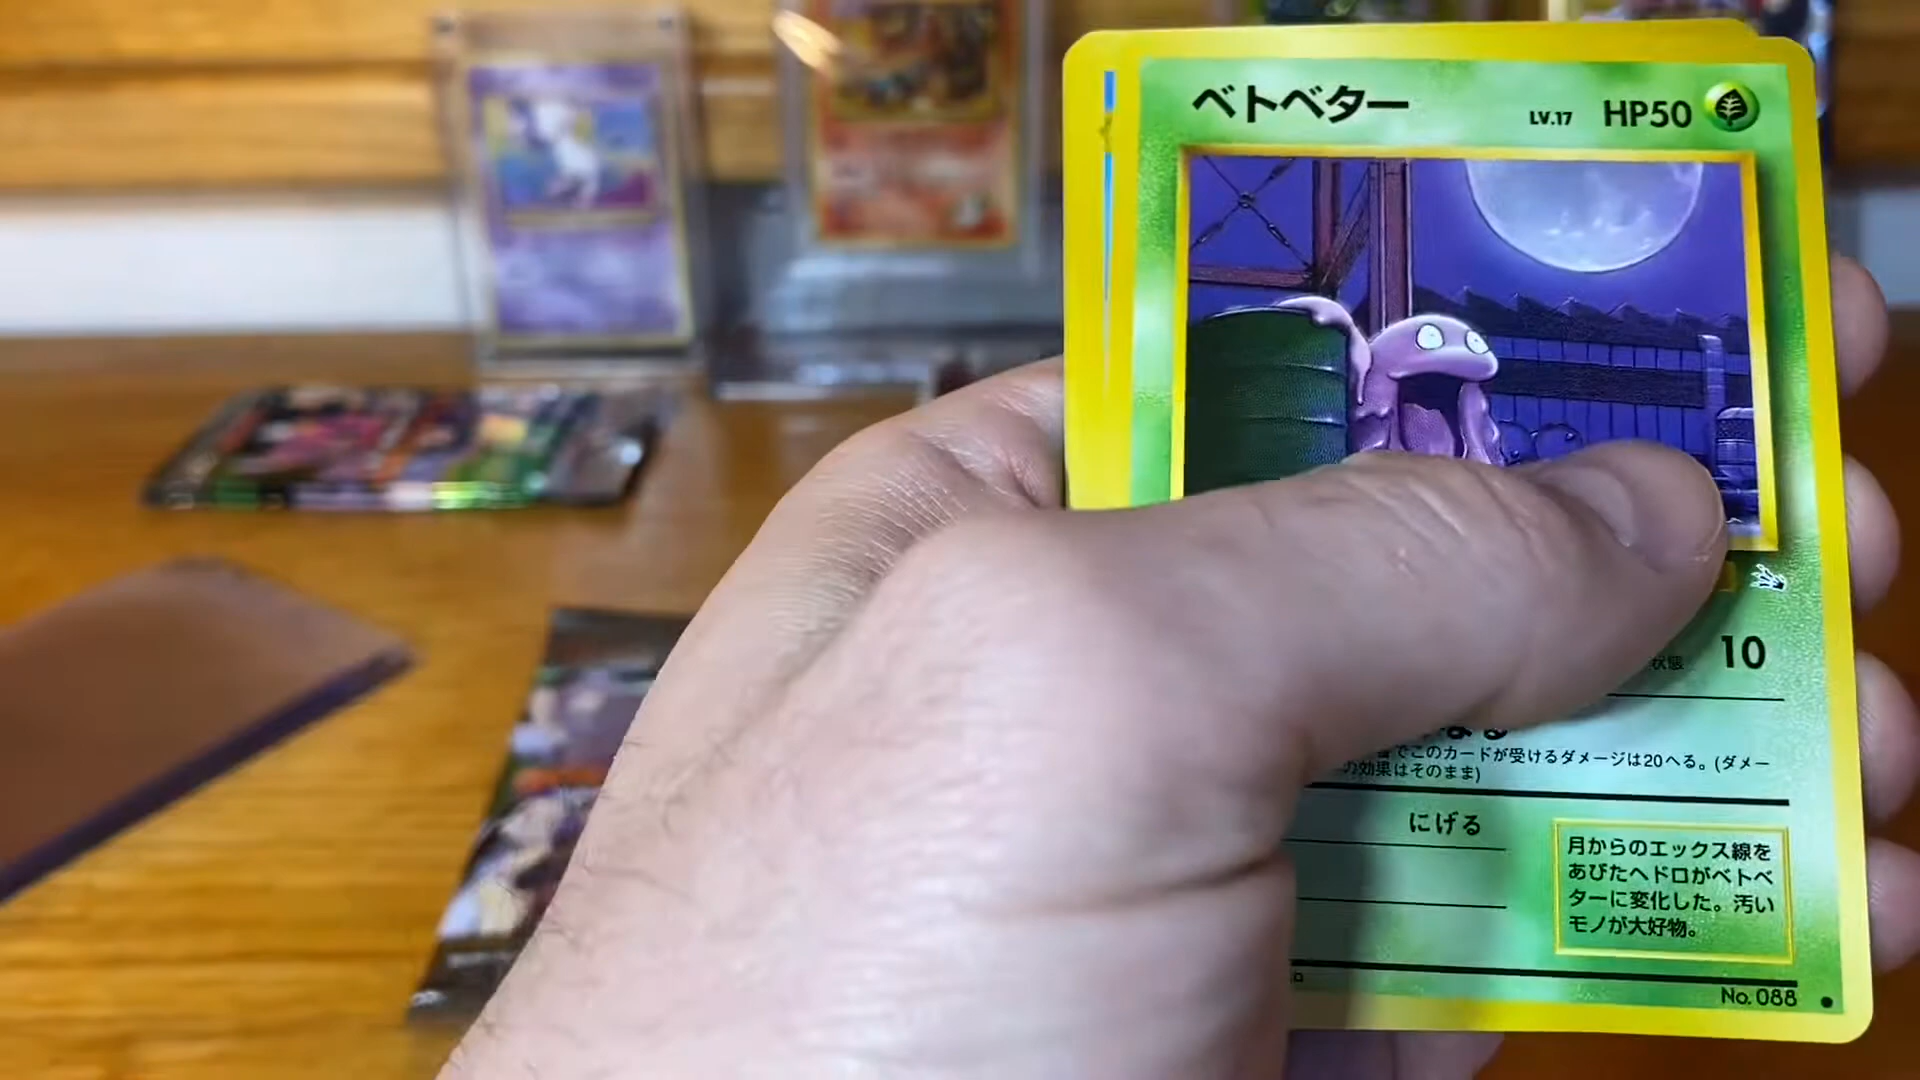 ベトベター LV.17 HP50
状態 10
なる
でこのカードが受けるダメージは20へる。(ダメー
の効果はそのまま)
にげる
月からのエックス線を
あびたヘドロがベトベ
ターに変化した。汚い
モノが大好物。
No.088